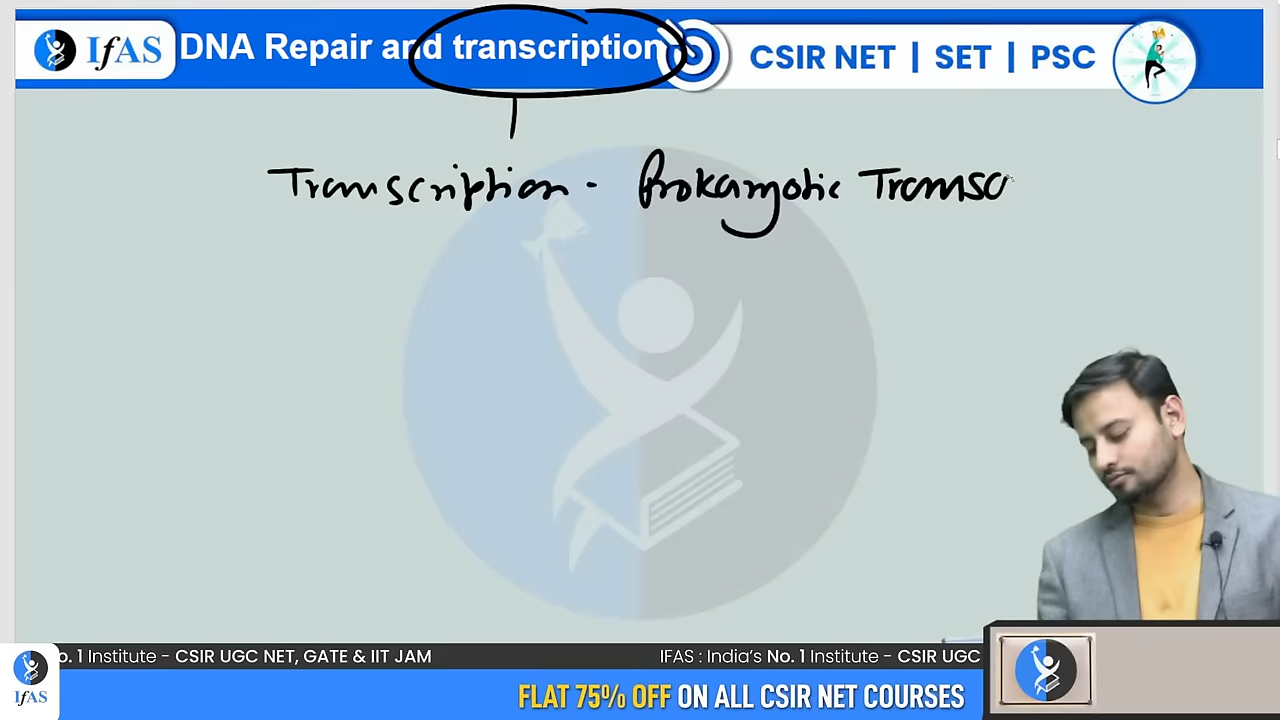 IfAS DNA Repair and transcription CSIR NET | SET | PSC
Transcription - Prokaryotic Transc
o. 1 Institute - CSIR UGC NET, GATE & IIT JAM IFAS : India's No. 1 Institute - CSIR UGC
IfAS FLAT 75% OFF ON ALL CSIR NET COURSES